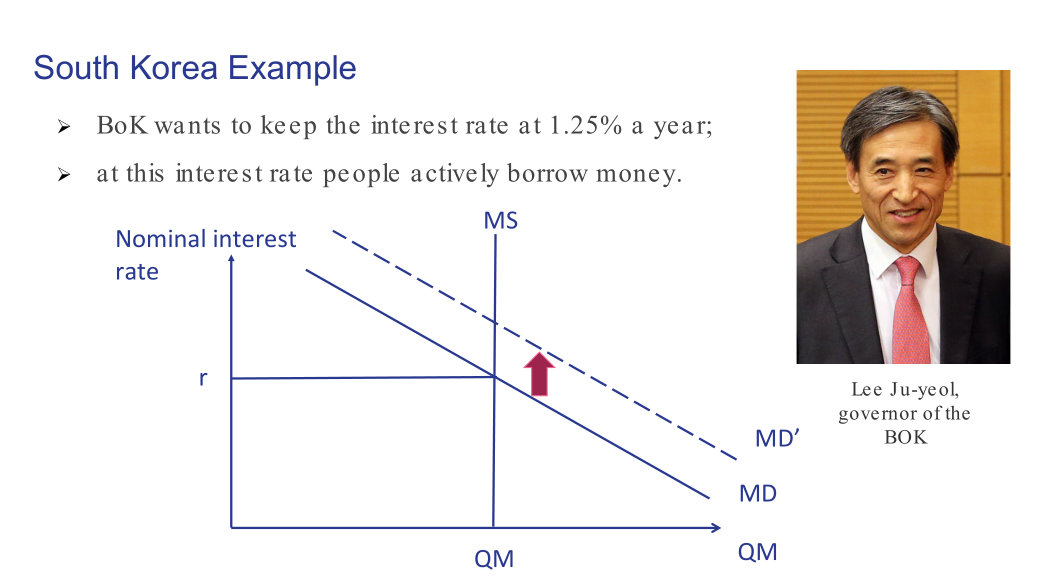 South Korea Example
BoK wants to keep the interest rate at 1.25% a year;
at this interest rate people actively borrow money.
MS
Nominal interest
rate
r
Lee Ju-yeol,
governor of the
BOK
MD’
MD
QM
QM